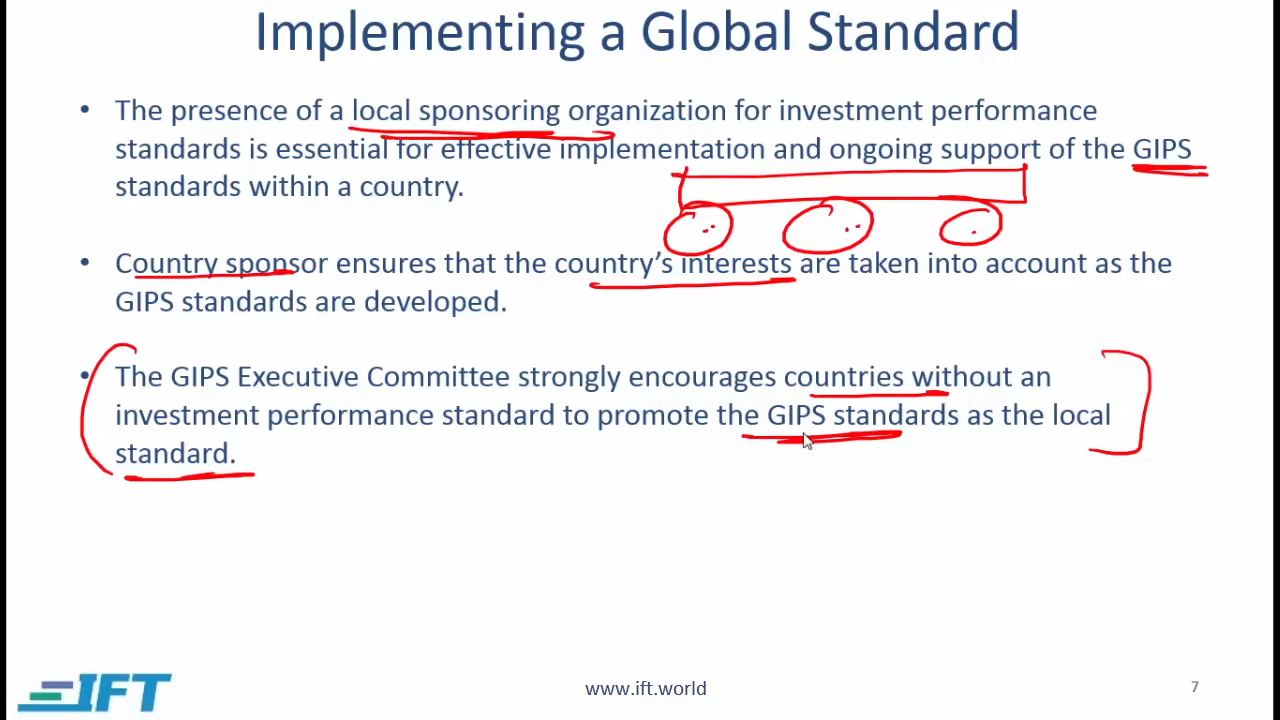 Implementing a Global Standard
• The presence of a local sponsoring organization for investment performance
standards is essential for effective implementation and ongoing support of the GIPS
standards within a country.
• Country sponsor ensures that the country's interests are taken into account as the
GIPS standards are developed.
• The GIPS Executive Committee strongly encourages countries without an
investment performance standard to promote the GIPS standards as the local
standard.
IFT
www.ift.world
7